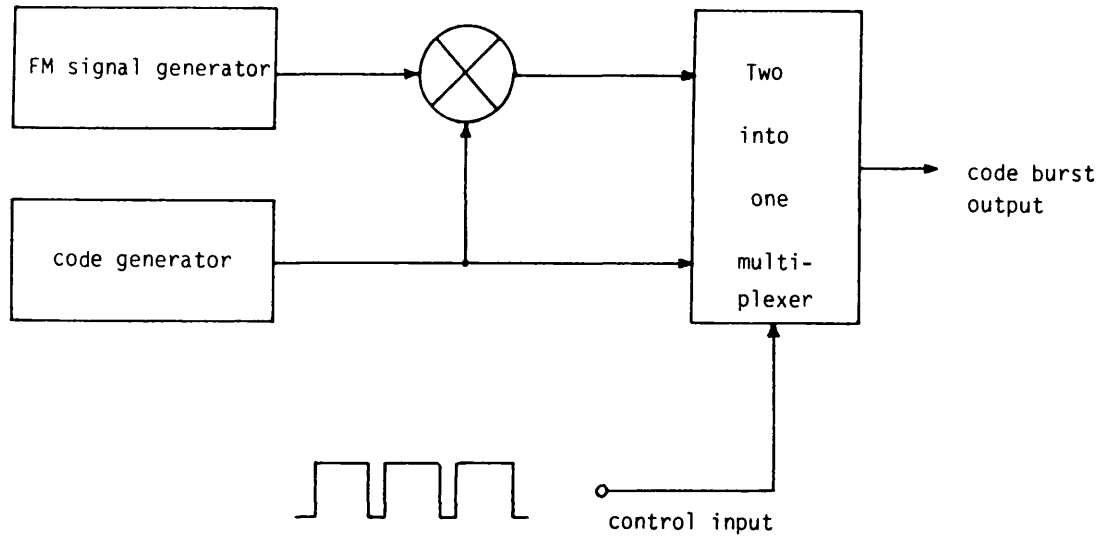 FM signal generator
code generator
Two
into
one
multi-
plexer
code burst
output
control input